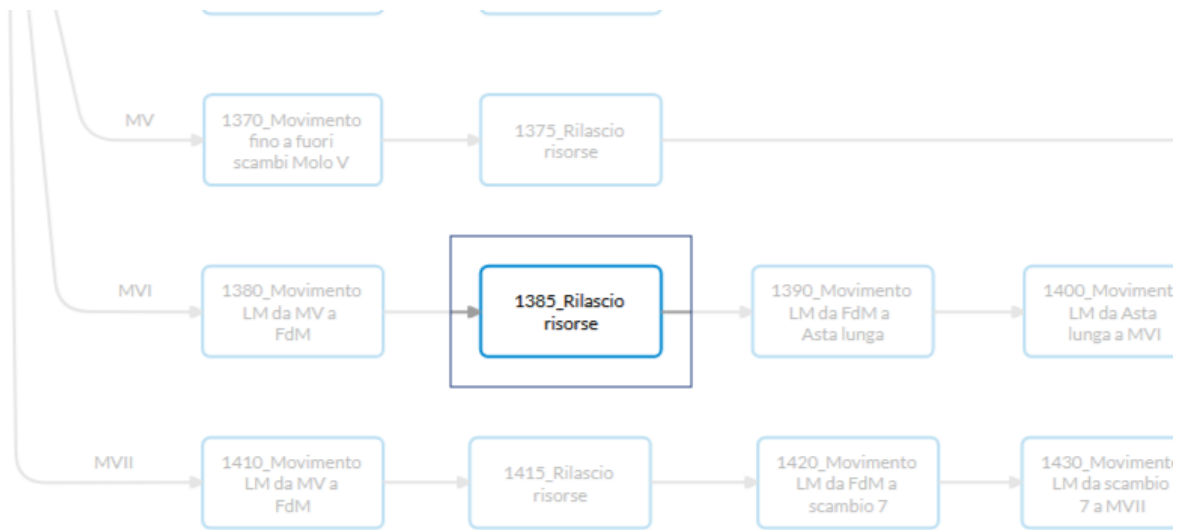 MV
1370_Movimento
fino a fuori
scambi Molo V
1375_Rilascio
risorse
MVI
1380_Movimento
LM da MV a
FdM
1385_Rilascio
risorse
1390_Movimento
LM da FdM a
Asta lunga
1400_Moviment
LM da Asta
lunga a MVI
MVII
1410_Movimento
LM da MV a
FdM
1415_Rilascio
risorse
1420_Movimento
LM da FdM a
scambio 7
1430_Moviment
LM da scambio
7 a MVII